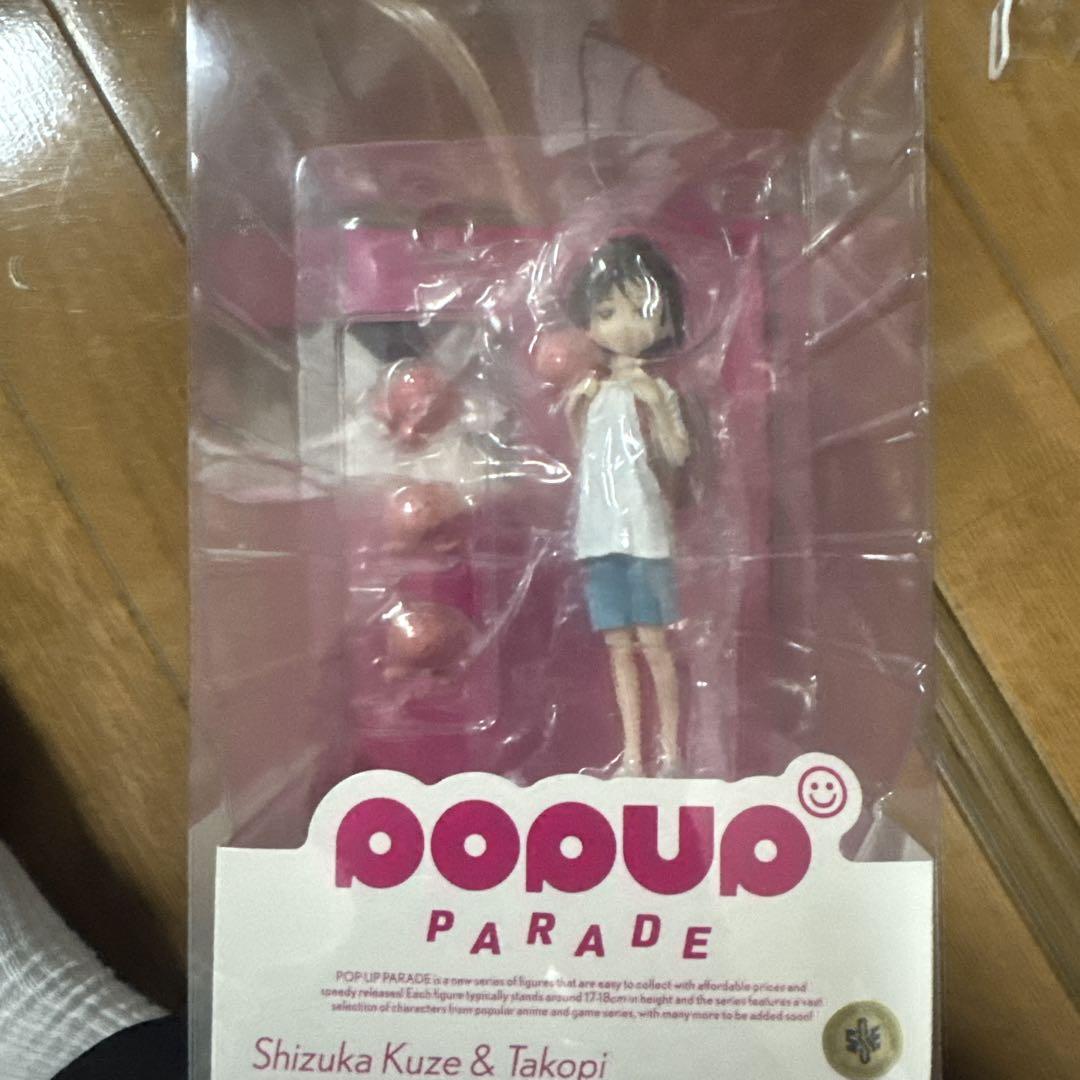 POPUP
PARADE
POP UP PARADE is a new series of figures that are easy to collect with affordable prices and
speedy releases! Each figure typically stands around 17-18cm in height and the series features a vast
selection of characters from popular anime and game series, with many more to be added soon!
Shizuka Kuze & Takopi